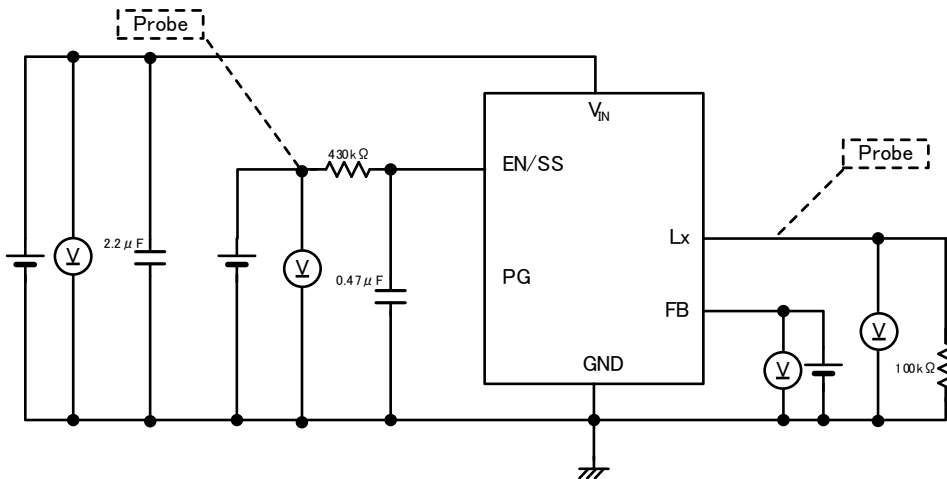 Probe
V_IN
430kΩ
EN/SS
Probe
Lx
2.2μF
V
V
0.47μF
PG
FB
V
V
100kΩ
GND